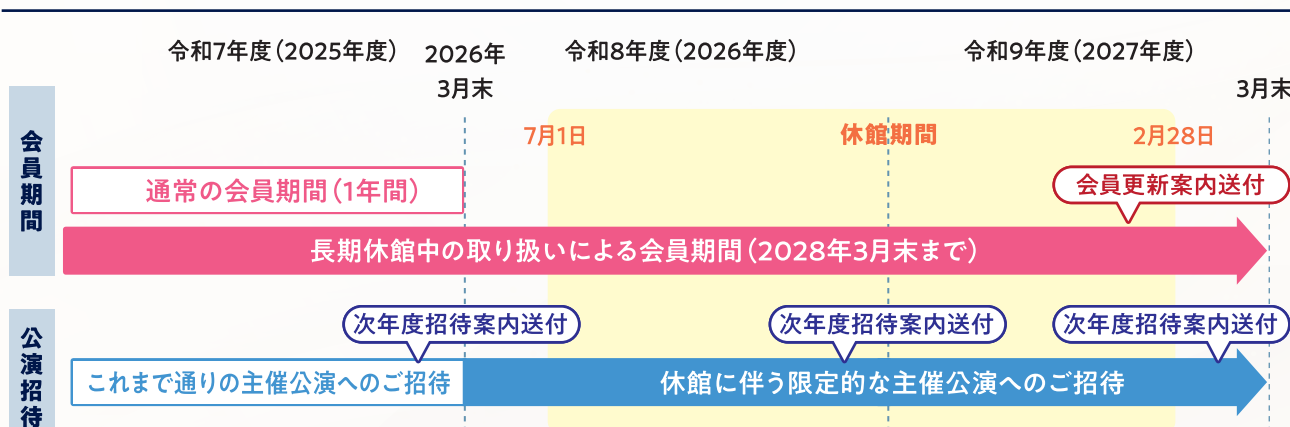 令和7年度（2025年度）
2026年
3月末
令和8年度（2026年度）
令和9年度（2027年度）
3月末
7月1日
休館期間
2月28日
会員期間
通常の会員期間（1年間）
会員更新案内送付
長期休館中の取り扱いによる会員期間（2028年3月末まで）
公演招待
次年度招待案内送付
次年度招待案内送付
次年度招待案内送付
これまで通りの主催公演へのご招待
休館に伴う限定的な主催公演へのご招待